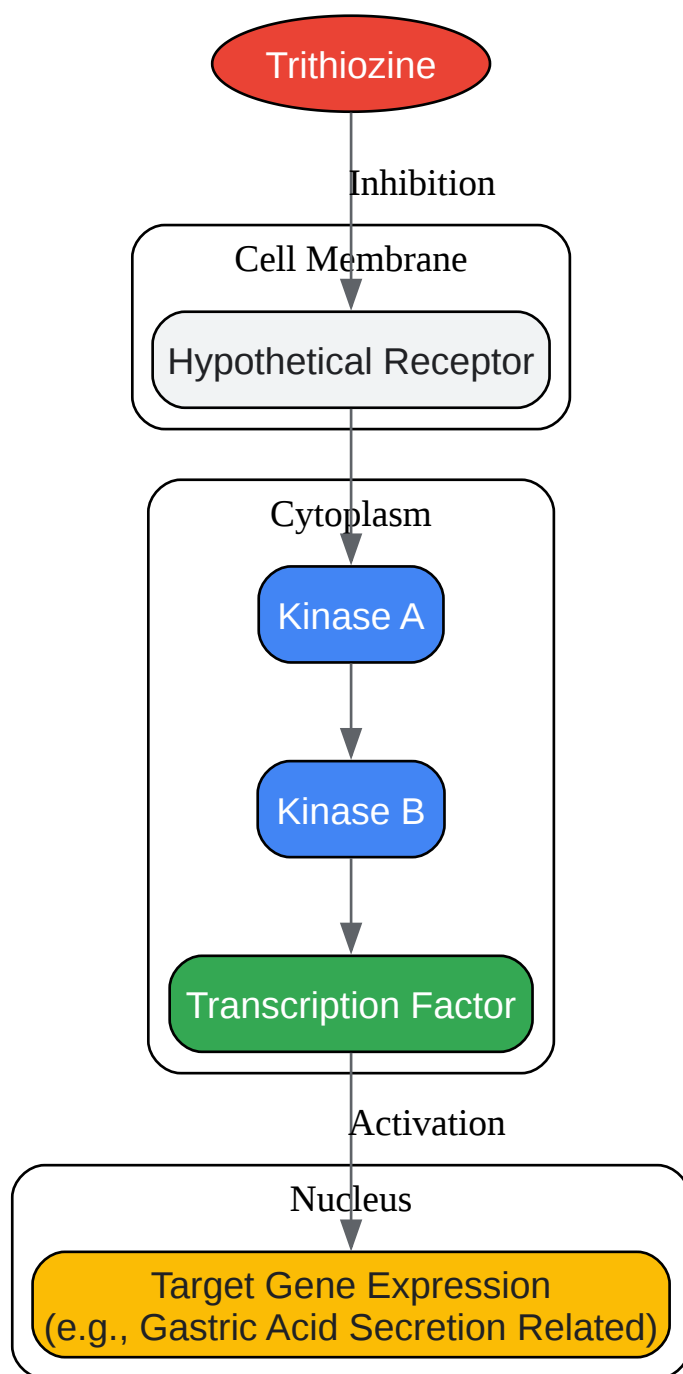 Trithiozine
Inhibition
Cell Membrane
Hypothetical Receptor
Cytoplasm
Kinase A
Kinase B
Transcription Factor
Activation
Nucleus
Target Gene Expression
(e.g., Gastric Acid Secretion Related)